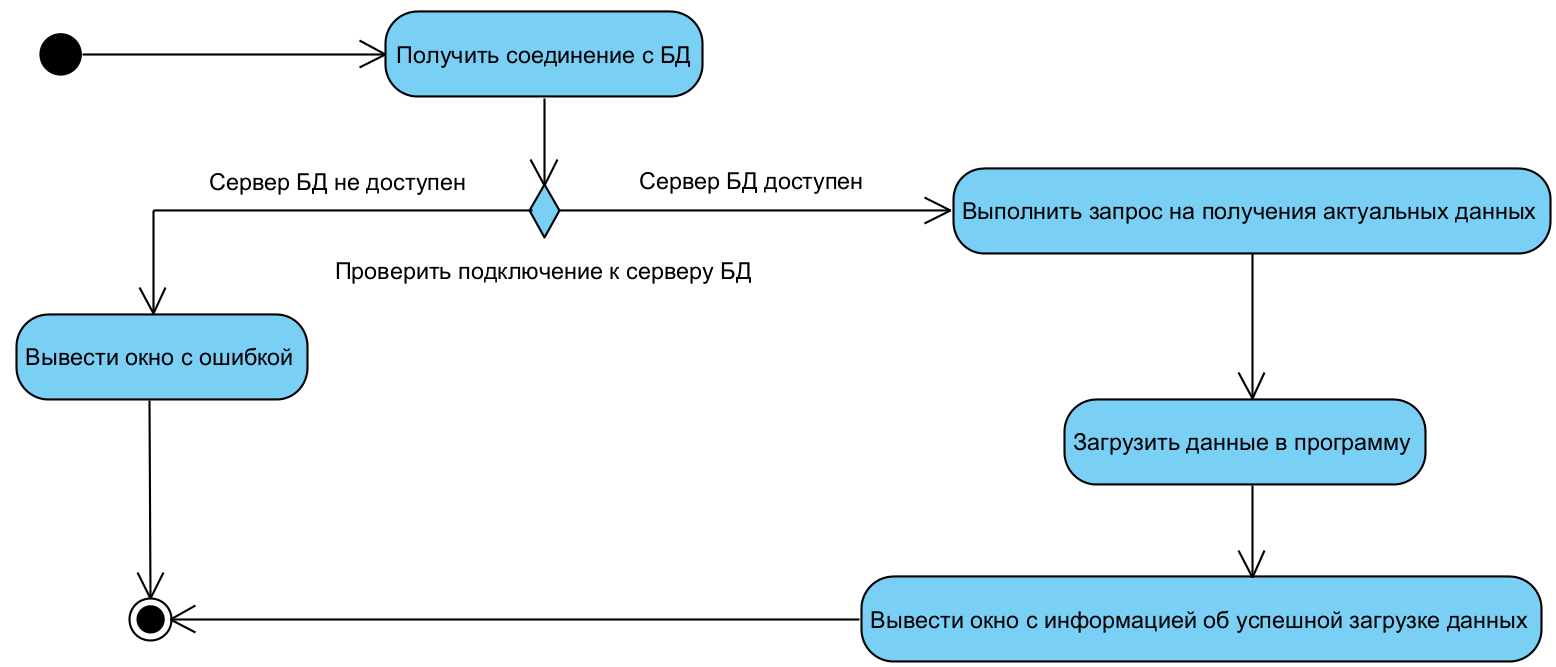 Получить соединение с БД
Сервер БД не доступен
Сервер БД доступен
Выполнить запрос на получения актуальных данных
Проверить подключение к серверу БД
Вывести окно с ошибкой
Загрузить данные в программу
Вывести окно с информацией об успешной загрузке данных